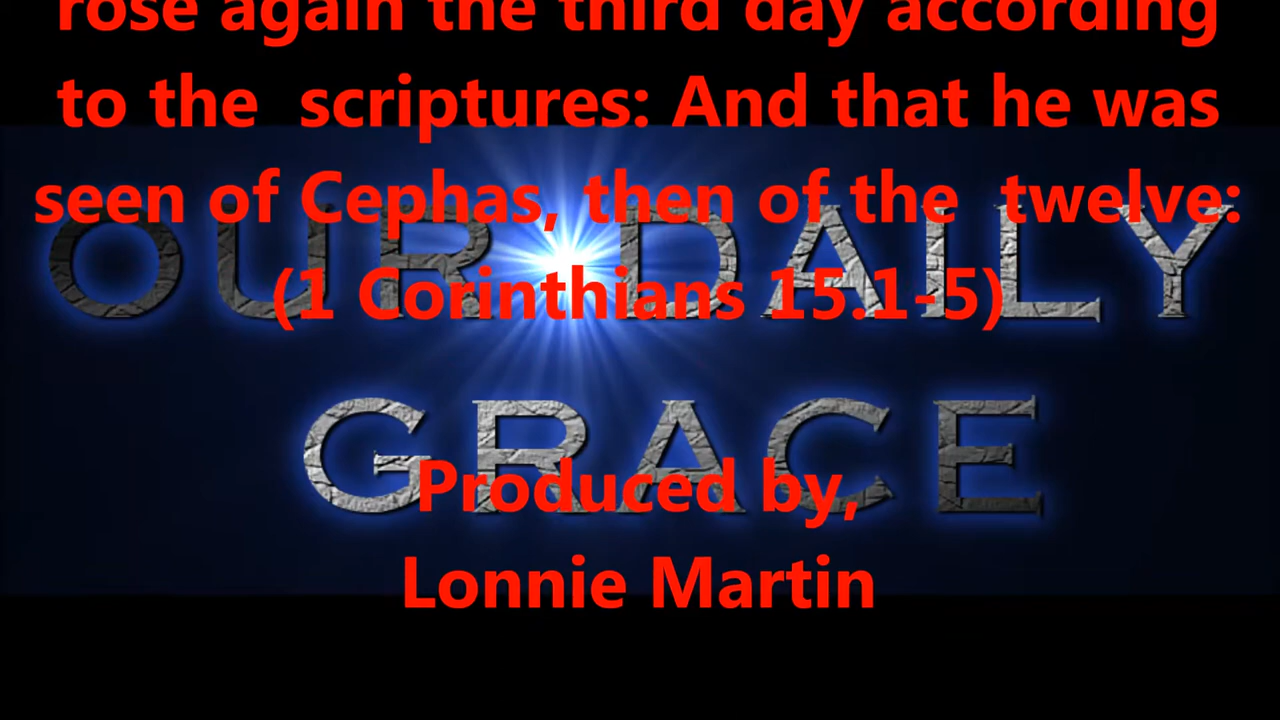 rose again the third day according
to the scriptures: And that he was
seen of Cephas, then of the twelve:
OUR DAILY
(1 Corinthians 15.1-5)
GRACE
Produced by,
Lonnie Martin